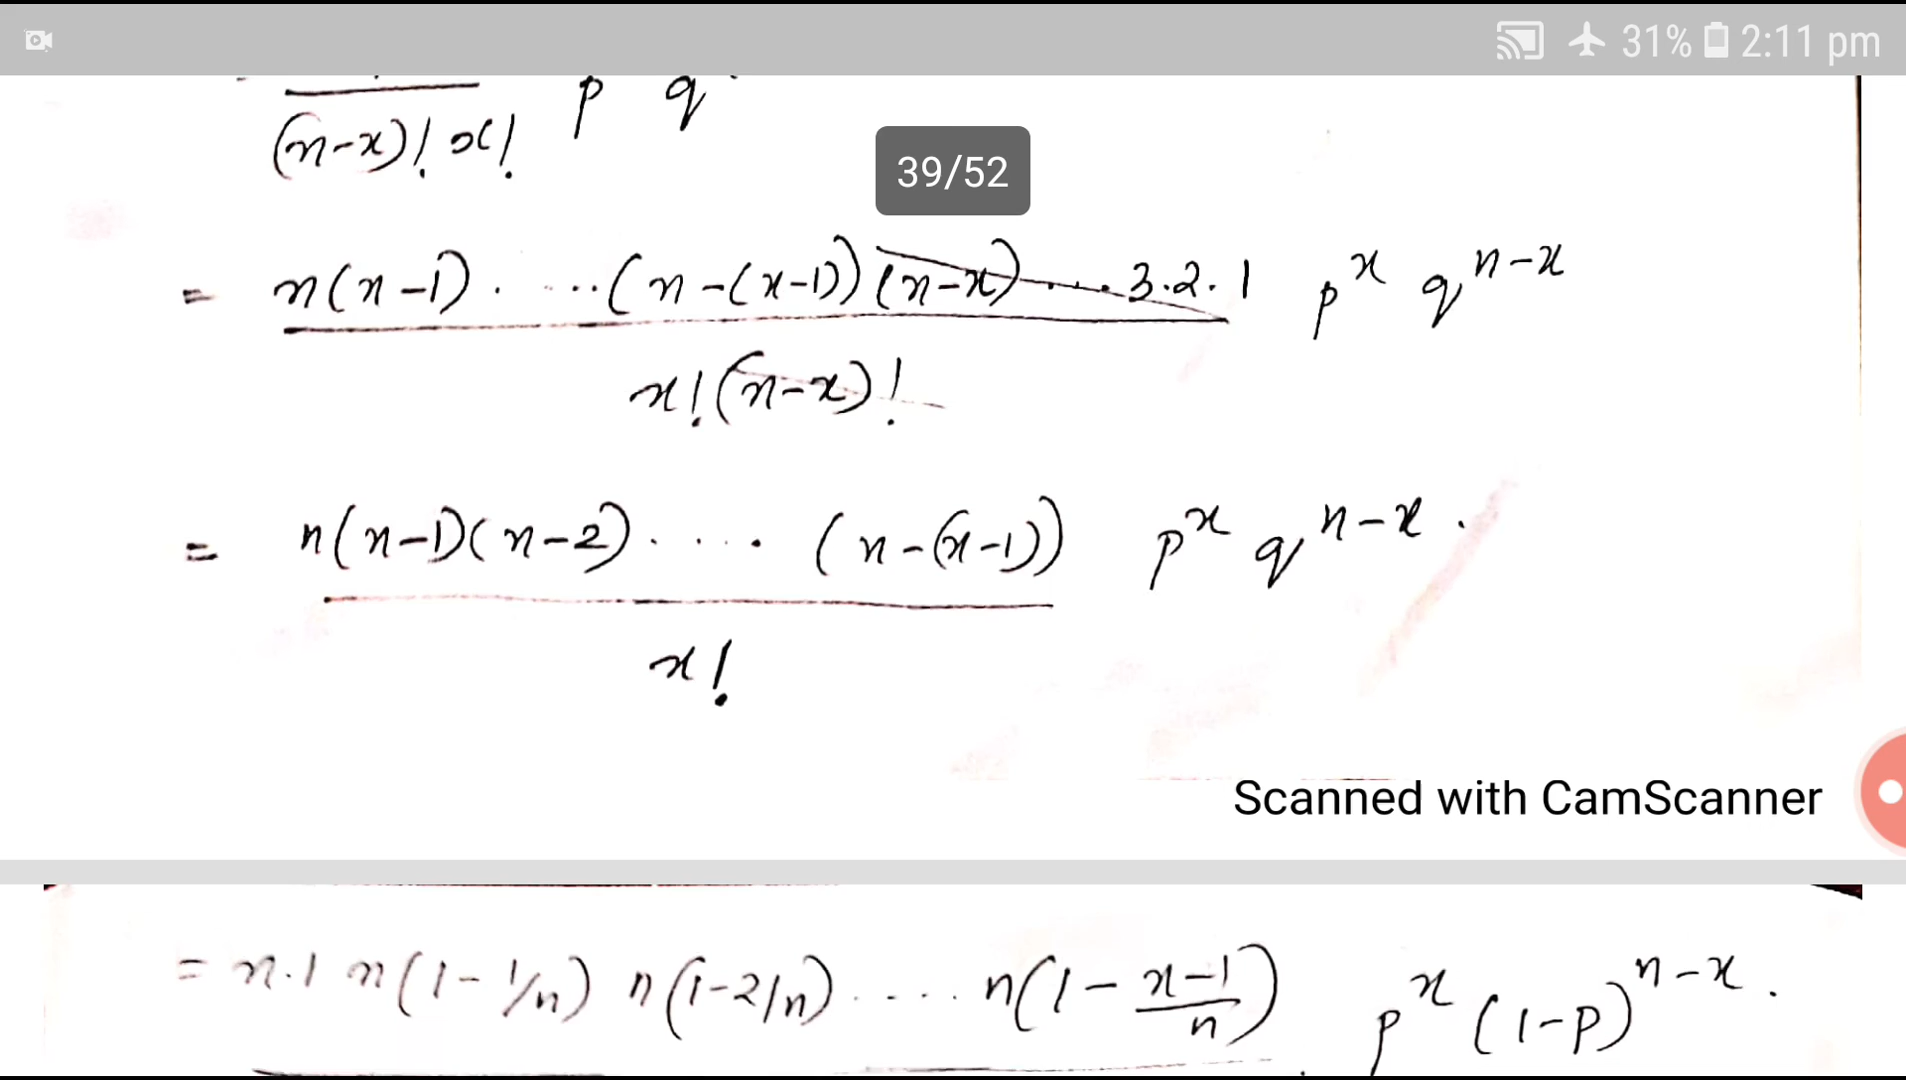 31% 2:11 pm
p q
(n-x)! x!
39/52
= n(n-1). ...(n-(x-1))(n-x)....3.2.1 p^x q^n-x
x!(n-x)!
= n(n-1)(n-2)..... (n-(x-1)) p^x q^n-x.
x!
Scanned with CamScanner
= n.1 n(1-1/n) n(1-2/n)..... n(1- x-1/n) p^x (1-p)^n-x.